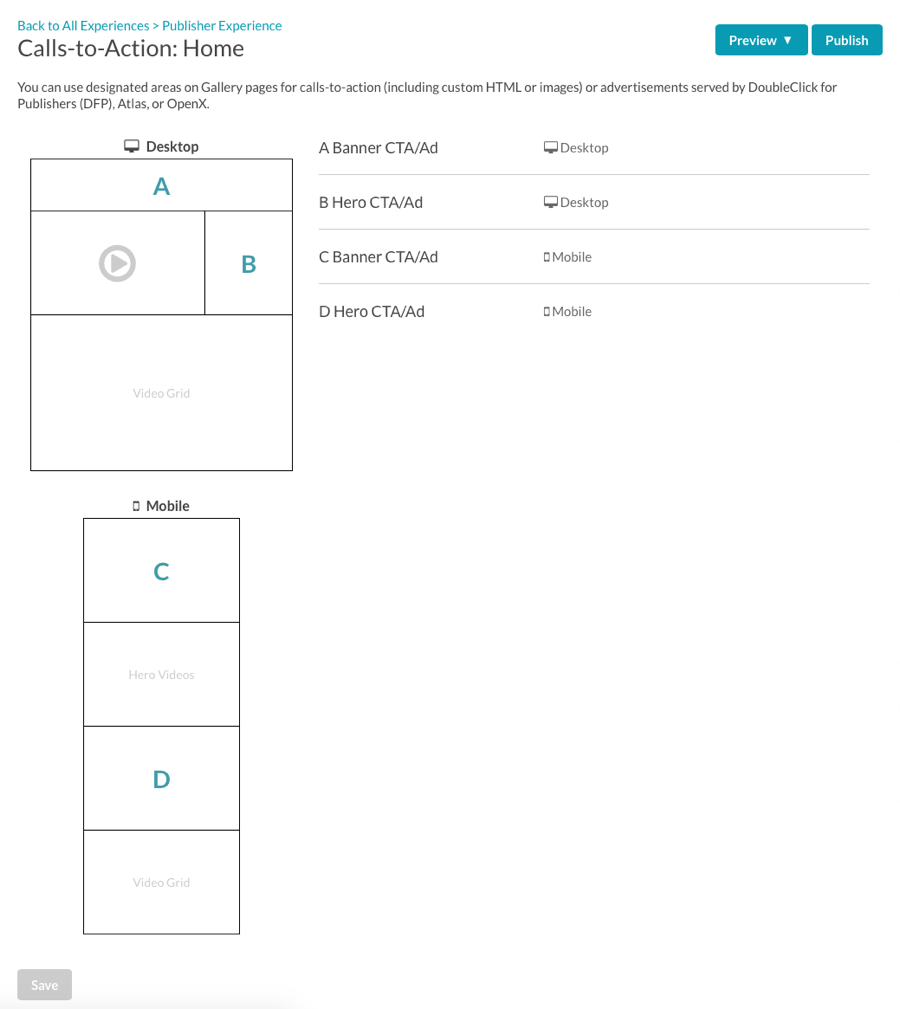 Back to All Experiences > Publisher Experience
Calls-to-Action: Home
Preview ▼
Publish
You can use designated areas on Gallery pages for calls-to-action (including custom HTML or images) or advertisements served by DoubleClick for
Publishers (DFP), Atlas, or OpenX.
Desktop
A
B
Video Grid
A Banner CTA/Ad Desktop
B Hero CTA/Ad Desktop
C Banner CTA/Ad Mobile
D Hero CTA/Ad Mobile
Mobile
C
Hero Videos
D
Video Grid
Save